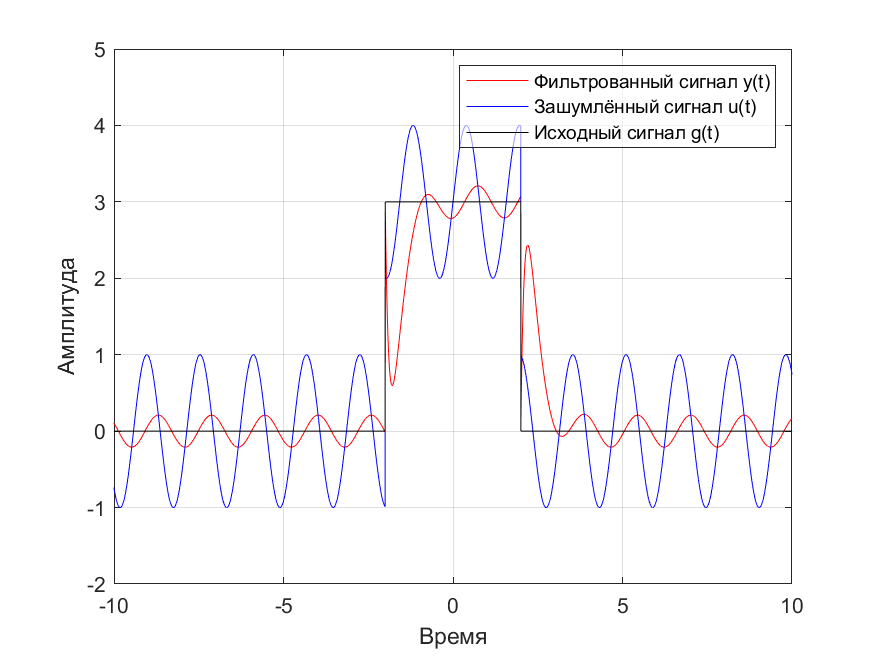 5
4
3
2
1
0
-1
-2
-10
-5
0
5
10
Амплитуда
Время
Фильтрованный сигнал y(t)
Зашумлённый сигнал u(t)
Исходный сигнал g(t)